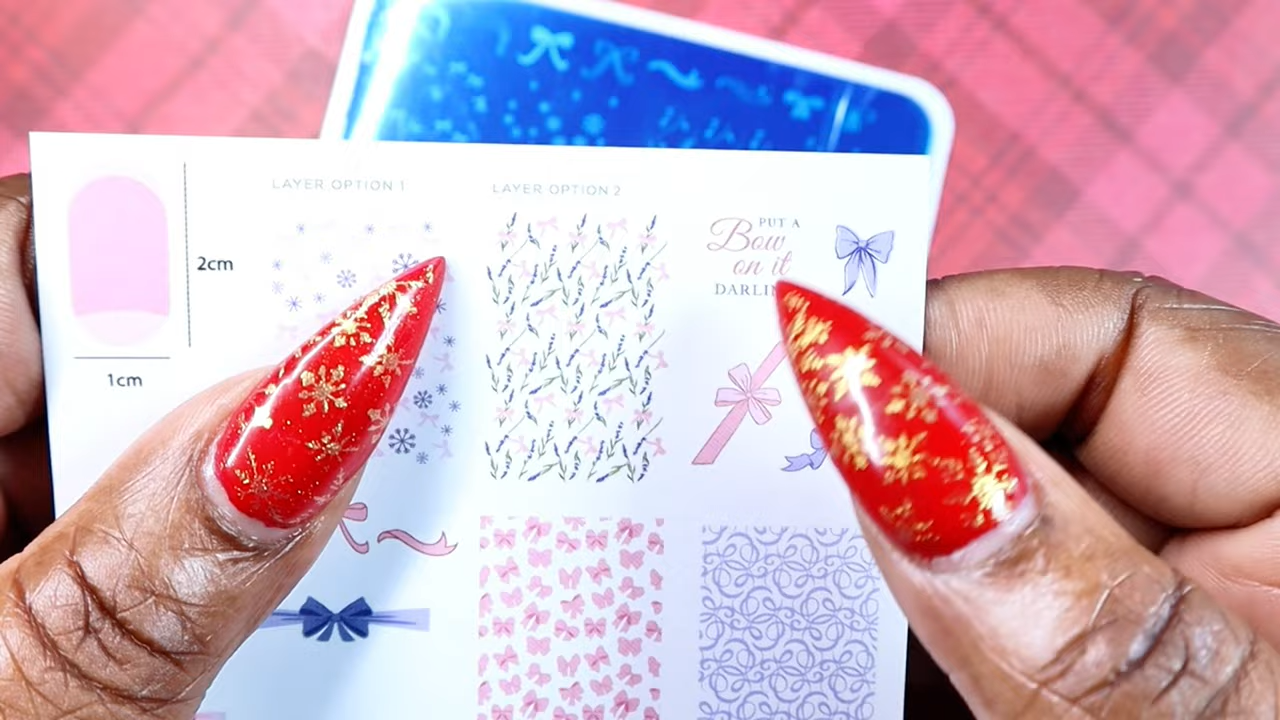 LAYER OPTION 1
LAYER OPTION 2
2cm
1cm
PUT A
Bow
on it